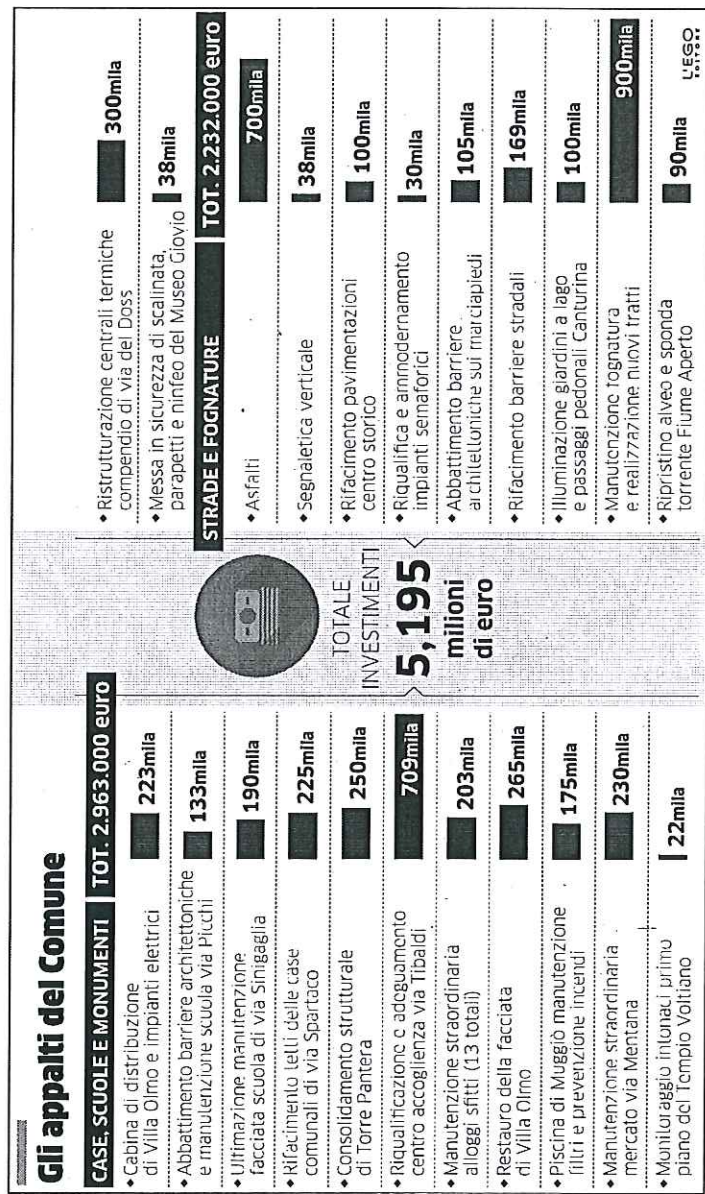 Gli appalti del Comune
CASE, SCUOLE E MONUMENTI TOT. 2.963.000 euro
Cabina di distribuzione
di Villa Olmo e impianti elettrici
223mila
Abbattimento barriere architettoniche
e manutenzione scuola via Picchi
133mila
Ultimazione manutenzione
facciata scuola di via Sinigaglia
190mila
Rifacimento tetti delle case
comunali di via Spartaco
225mila
Consolidamento strutturale
di Torre Pantera
250mila
Riqualificazione e adeguamento
centro accoglienza via Tibaldi
709mila
Manutenzione straordinaria
alloggi sfitti (13 totali)
203mila
Restauro della facciata
di Villa Olmo
265mila
Piscina di Muggiò manutenzione
filtri e prevenzione incendi
175mila
Manutenzione straordinaria
mercato via Mentana
230mila
Monitoraggio intonaci primo
piano del Tempio Voltiano
22mila
TOTALE
INVESTIMENTI
5,195
milioni
di euro
Ristrutturazione centrali termiche
compendio di via del Doss
300mila
Messa in sicurezza di scalinata,
parapetti e ninfeo del Museo Giovio
38mila
STRADE E FOGNATURE TOT. 2.232.000 euro
Asfalti
700mila
Segnaletica verticale
38mila
Rifacimento pavimentazioni
centro storico
100mila
Riqualifica e ammodernamento
impianti semaforici
30mila
Abbattimento barriere
architettoniche sui marciapiedi
105mila
Rifacimento barriere stradali
169mila
Illuminazione giardini a lago
e passaggi pedonali Canturina
100mila
Manutenzione fognatura
e realizzazione nuovi tratti
900mila
Ripristino alveo e sponda
torrente Fiume Aperto
90mila
L'EGO
EDITORE